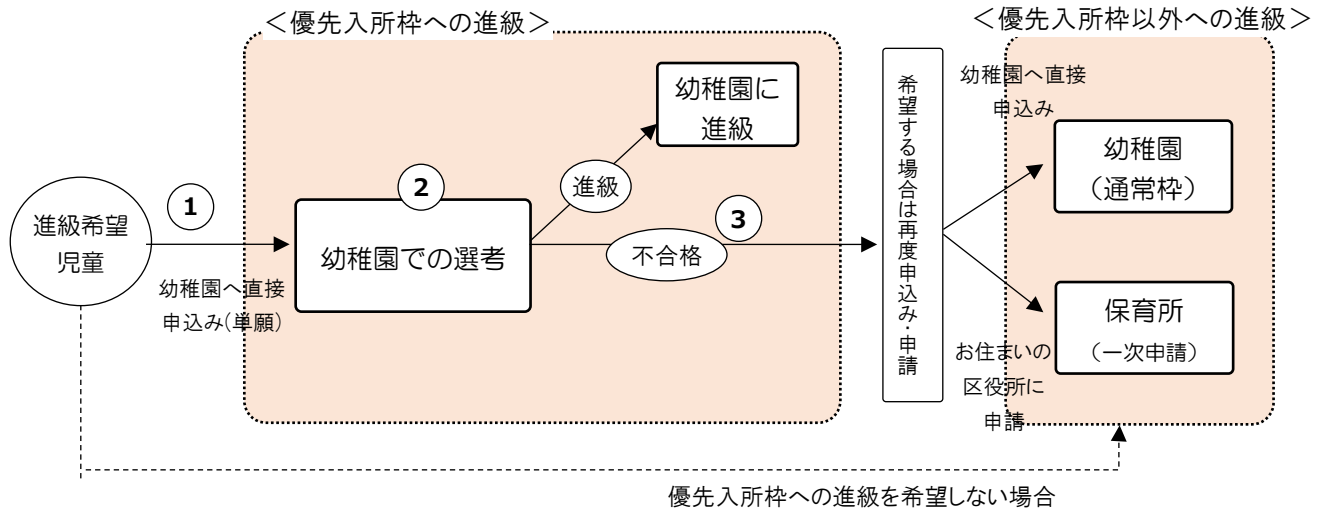 ＜優先入所枠への進級＞
＜優先入所枠以外への進級＞
進級希望
児童
1
幼稚園へ直接
申込み(単願)
2
幼稚園での選考
進級
幼稚園に
進級
不合格
3
希望する場合は再度申込み・申請
幼稚園へ直接
申込み
幼稚園
（通常枠）
保育所
（一次申請）
お住まいの
区役所に
申請
優先入所枠への進級を希望しない場合